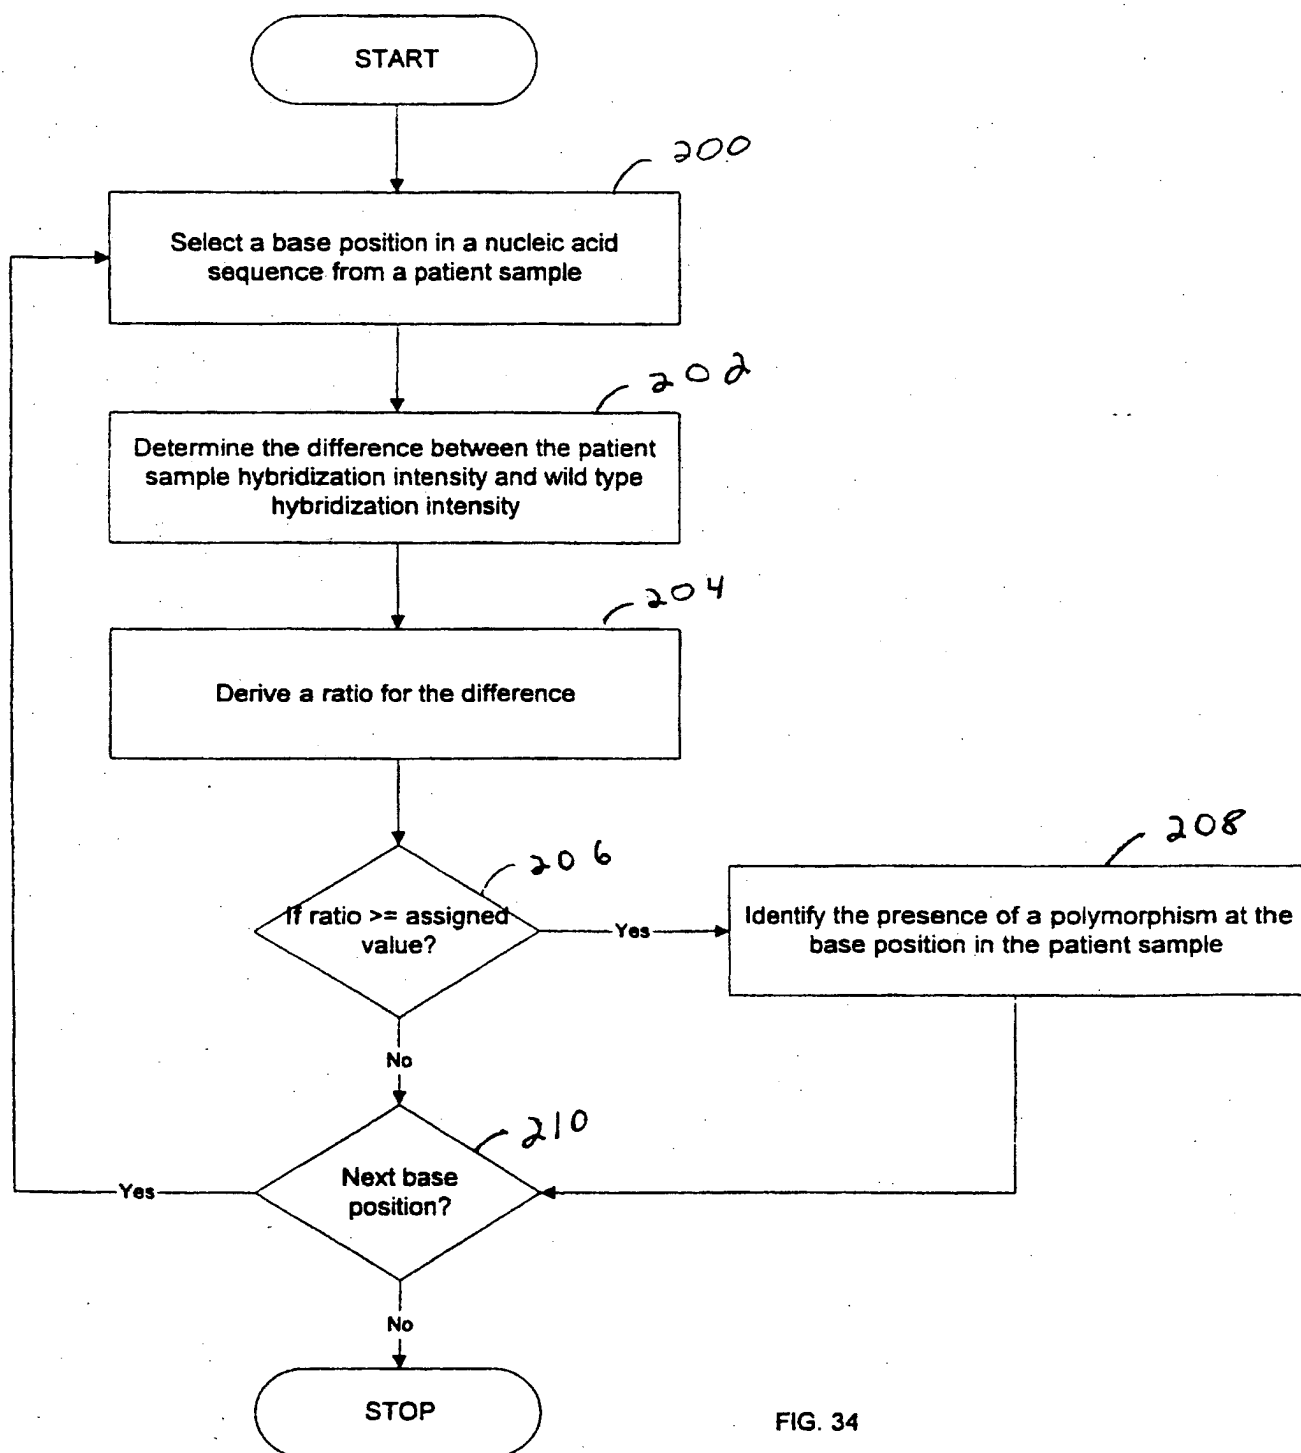 START
200
Select a base position in a nucleic acid
sequence from a patient sample
202
Determine the difference between the patient
sample hybridization intensity and wild type
hybridization intensity
204
Derive a ratio for the difference
206
If ratio >= assigned
value?
Yes
208
Identify the presence of a polymorphism at the
base position in the patient sample
No
210
Next base
position?
Yes
No
STOP
FIG. 34